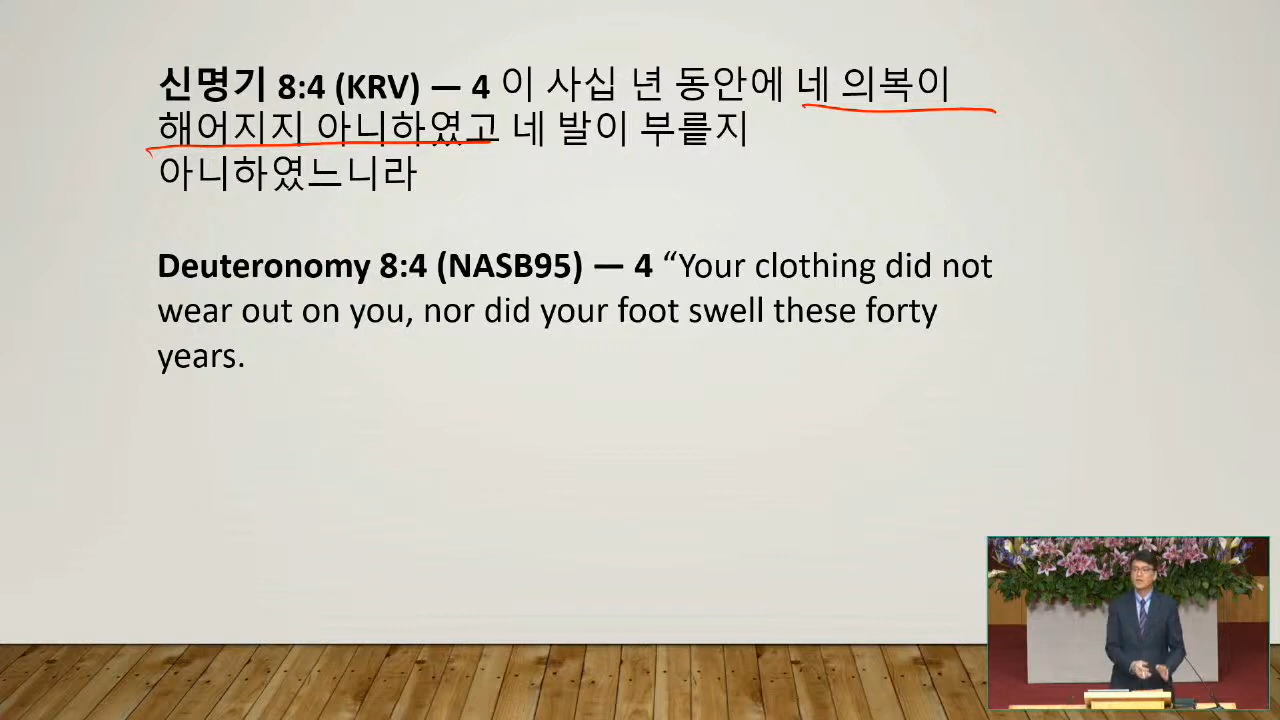 신명기 8:4 (KRV) — 4 이 사십 년 동안에 네 의복이
해어지지 아니하였고 네 발이 부릍지
아니하였느니라
Deuteronomy 8:4 (NASB95) — 4 “Your clothing did not
wear out on you, nor did your foot swell these forty
years.